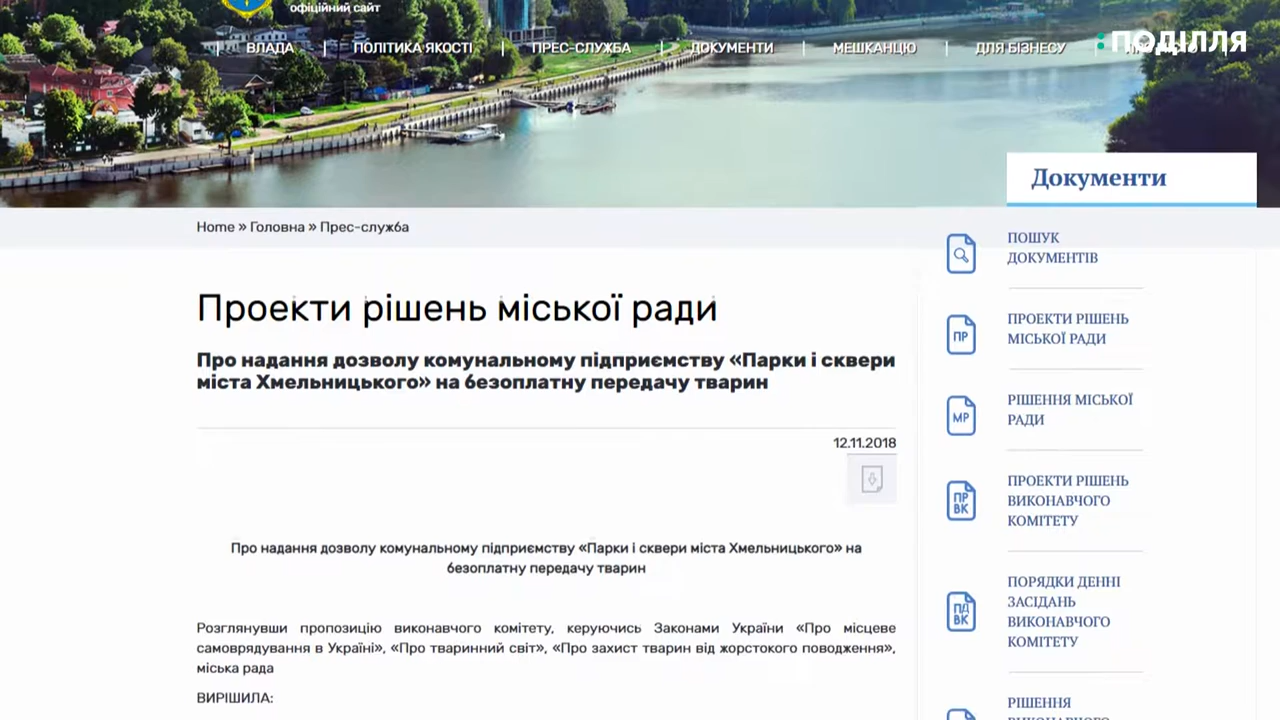 офіційний сайт
ВЛАДА
ПОЛІТИКА ЯКОСТІ
ПРЕС-СЛУЖБА
ДОКУМЕНТИ
МЕШКАНЦЮ
ДЛЯ БІЗНЕСУ
ПОДІЛЛЯ
Документи
Home » Головна » Прес-служба
Проекти рішень міської ради
Про надання дозволу комунальному підприємству «Парки і сквери
міста Хмельницького» на безоплатну передачу тварин
12.11.2018
Про надання дозволу комунальному підприємству «Парки і сквери міста Хмельницького» на
безоплатну передачу тварин
Розглянувши пропозицію виконавчого комітету, керуючись Законами України «Про місцеве
самоврядування в Україні», «Про тваринний світ», «Про захист тварин від жорстокого поводження»,
міська рада
ВИРІШИЛА:
ПОШУК
ДОКУМЕНТІВ
ПР
ПРОЕКТИ РІШЕНЬ
МІСЬКОЇ РАДИ
МР
РІШЕННЯ МІСЬКОЇ
РАДИ
ПР
ВК
ПРОЕКТИ РІШЕНЬ
ВИКОНАВЧОГО
КОМІТЕТУ
ПД
ВК
ПОРЯДКИ ДЕННІ
ЗАСІДАНЬ
ВИКОНАВЧОГО
КОМІТЕТУ
РІШЕННЯ